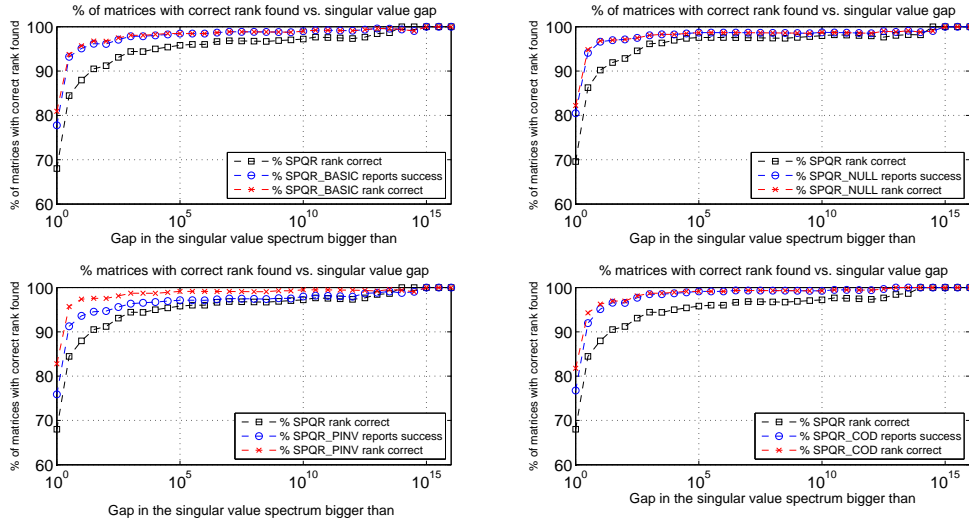 % of matrices with correct rank found vs. singular value gap
% of matrices with correct rank found
100
90
80
70
60
% SPQR rank correct
% SPQR_BASIC reports success
% SPQR_BASIC rank correct
10^0
10^5
10^10
10^15
Gap in the singular value spectrum bigger than
% of matrices with correct rank found vs. singular value gap
% of matrices with correct rank found
100
90
80
70
60
% SPQR rank correct
% SPQR_NULL reports success
% SPQR_NULL rank correct
10^0
10^5
10^10
10^15
Gap in the singular value spectrum bigger than
% matrices with correct rank found vs. singular value gap
% of matrices with correct rank found
100
90
80
70
60
% SPQR rank correct
% SPQR_PINV reports success
% SPQR_PINV rank correct
10^0
10^5
10^10
10^15
Gap in the singular value spectrum bigger than
% matrices with correct rank found vs. singular value gap
% of matrices with correct rank found
100
90
80
70
60
% SPQR rank correct
% SPQR_COD reports success
% SPQR_COD rank correct
10^0
10^5
10^10
10^15
Gap in the singular value spectrum bigger than